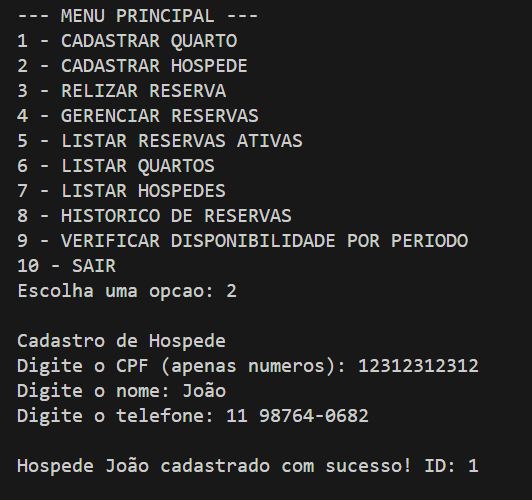 --- MENU PRINCIPAL ---
1 - CADASTRAR QUARTO
2 - CADASTRAR HOSPEDE
3 - RELIZAR RESERVA
4 - GERENCIAR RESERVAS
5 - LISTAR RESERVAS ATIVAS
6 - LISTAR QUARTOS
7 - LISTAR HOSPEDES
8 - HISTORICO DE RESERVAS
9 - VERIFICAR DISPONIBILIDADE POR PERIODO
10 - SAIR
Escolha uma opcao: 2
Cadastro de Hospede
Digite o CPF (apenas numeros): 12312312312
Digite o nome: João
Digite o telefone: 11 98764-0682
Hospede João cadastrado com sucesso! ID: 1